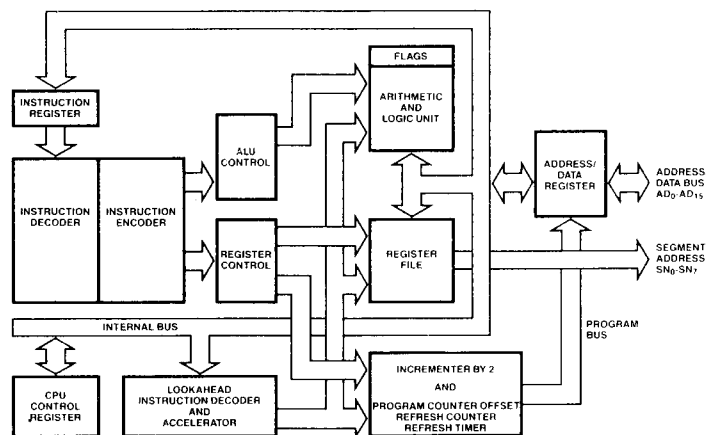 FLAGS
ARITHMETIC
AND
LOGIC UNIT
INSTRUCTION
REGISTER
ALU
CONTROL
ADDRESS/
DATA
REGISTER
ADDRESS
DATA BUS
AD0-AD15
INSTRUCTION
DECODER
INSTRUCTION
ENCODER
REGISTER
CONTROL
REGISTER
FILE
SEGMENT
ADDRESS
SN0-SN7
INTERNAL BUS
PROGRAM
BUS
CPU
CONTROL
REGISTER
LOOKAHEAD
INSTRUCTION DECODER
AND
ACCELERATOR
INCREMENTER BY 2
AND
PROGRAM COUNTER OFFSET
REFRESH COUNTER
REFRESH TIMER